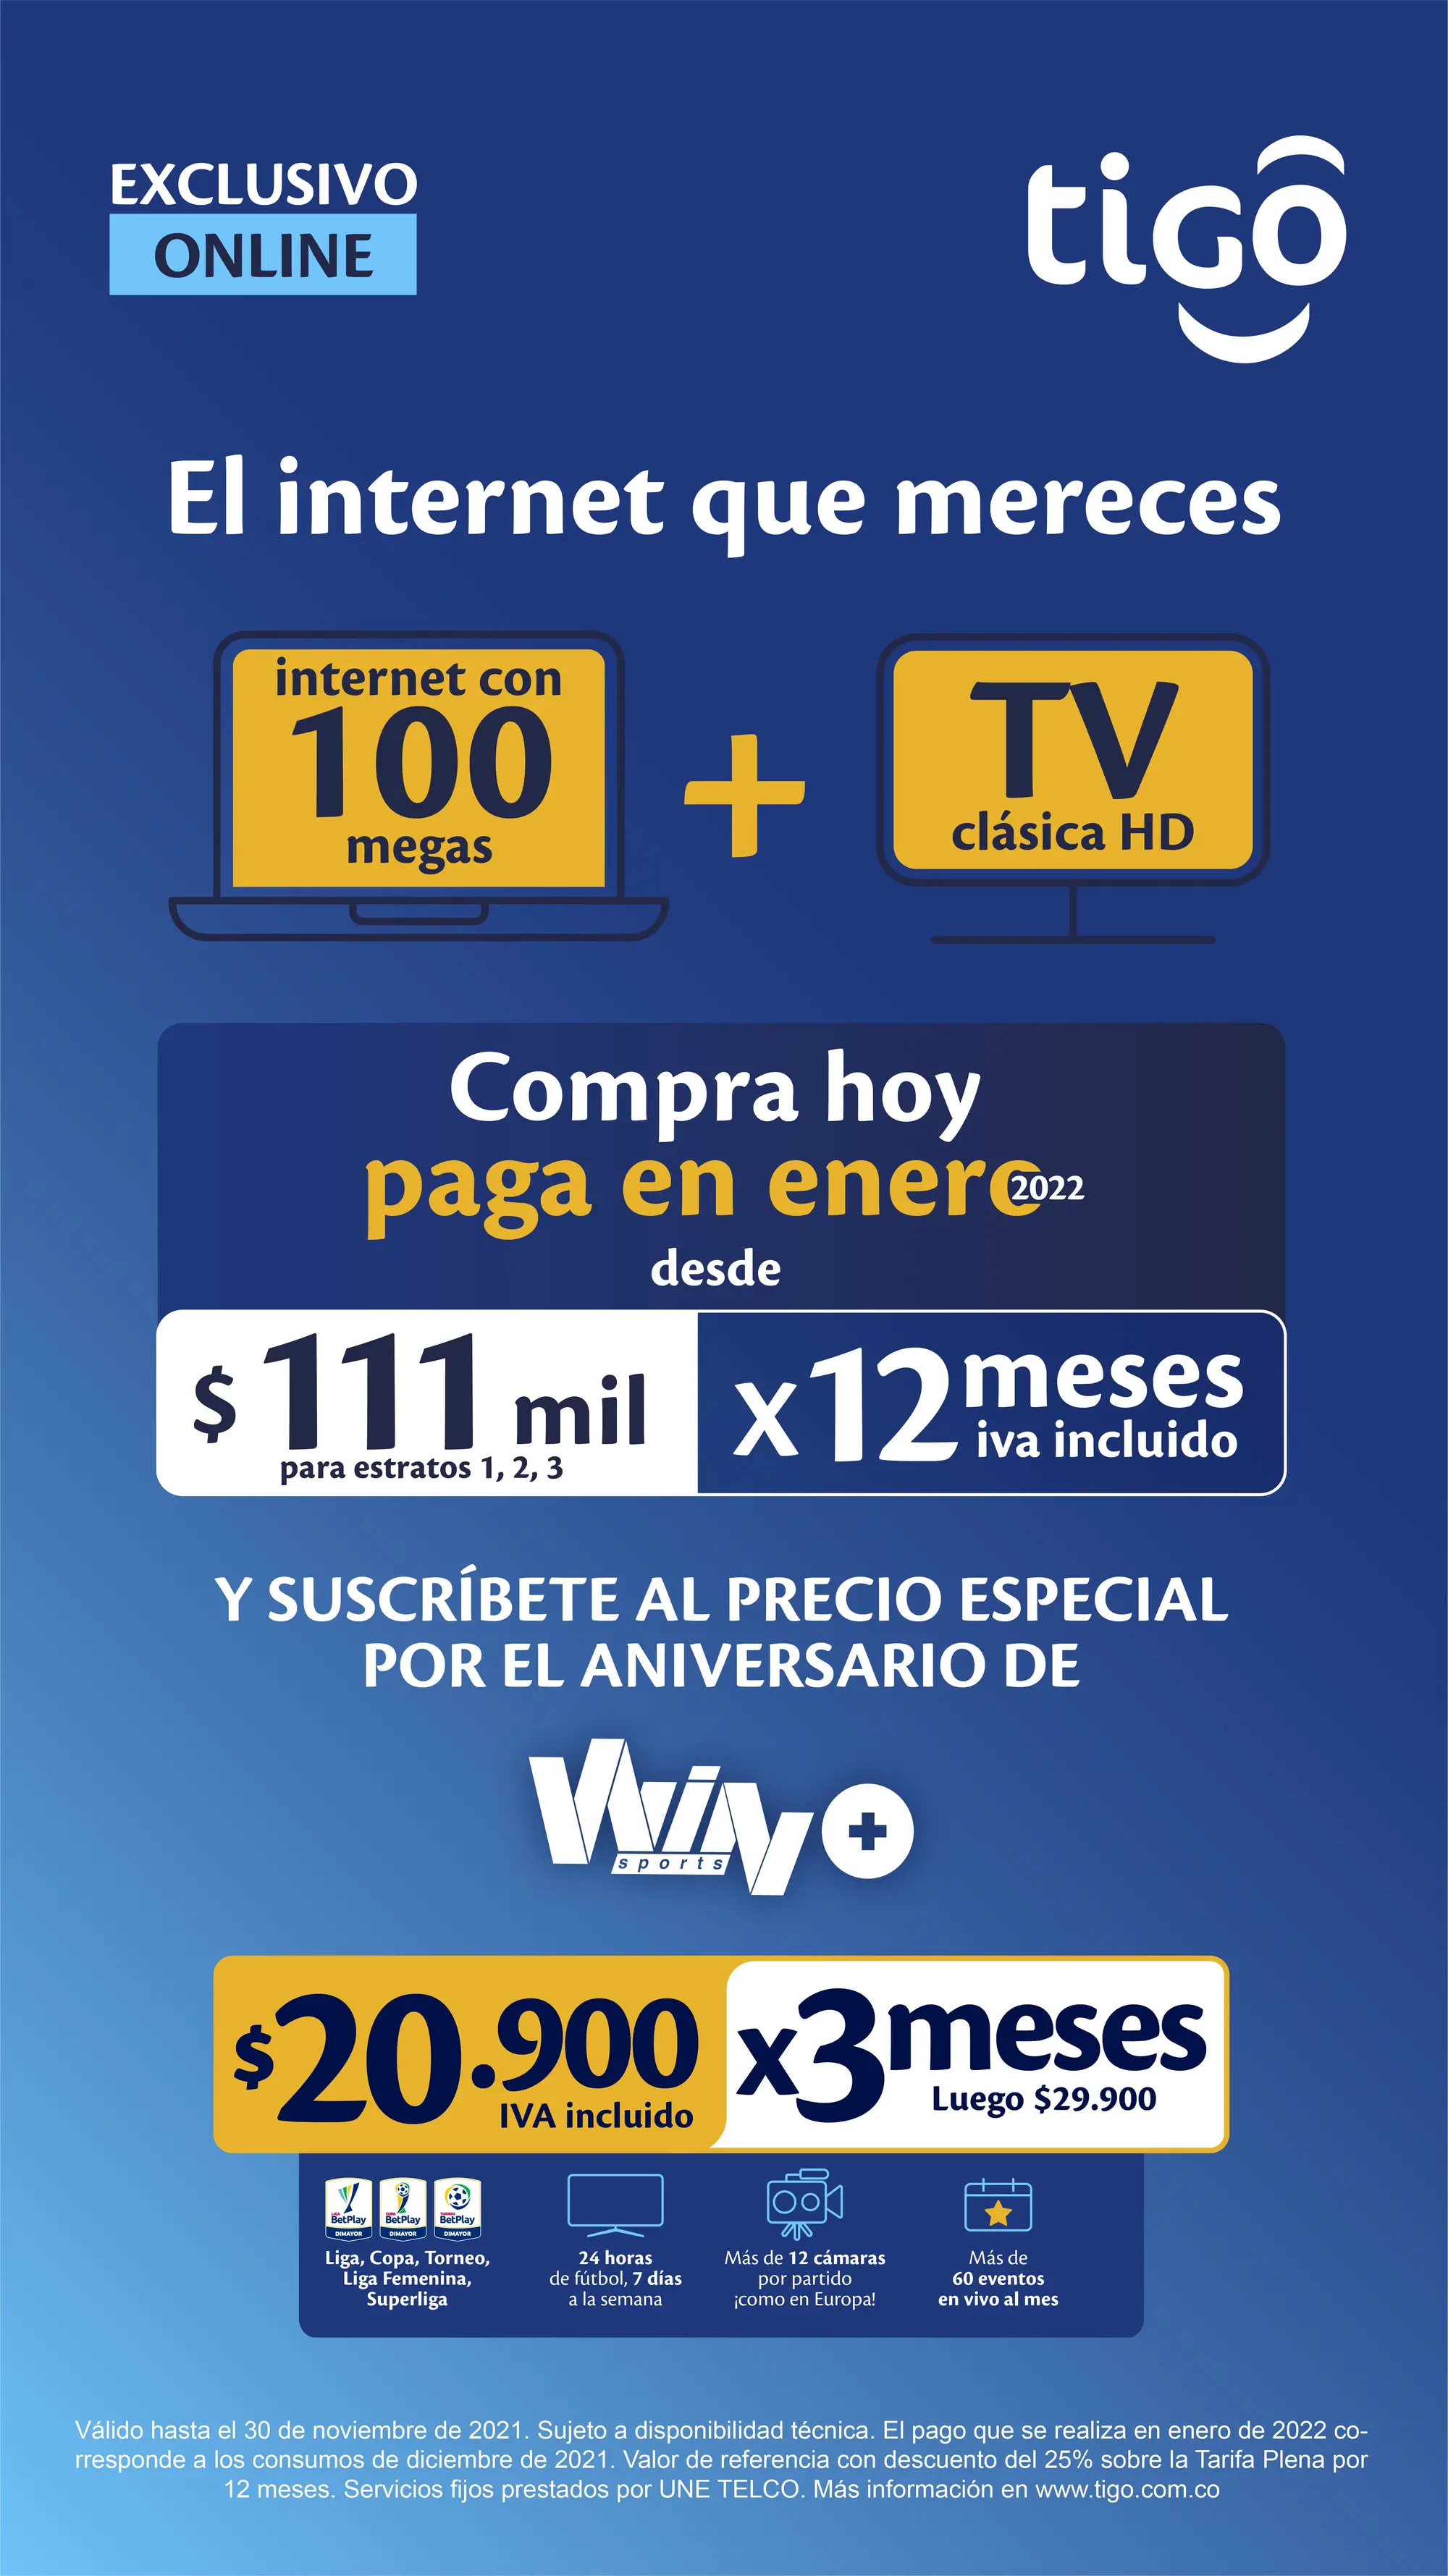 EXCLUSIVO
ONLINE
tigo
El internet que mereces
internet con
100
megas
+
TV
clásica HD
Compra hoy
paga en enero 2022
desde
$111 mil
para estratos 1, 2, 3
x12 meses
iva incluido
Y SUSCRÍBETE AL PRECIO ESPECIAL
POR EL ANIVERSARIO DE
Win+
sports
$20.900
IVA incluido
x3 meses
Luego $29.900
LIGA
BetPlay
DIMAYOR
COPA
BetPlay
DIMAYOR
TORNEO
BetPlay
DIMAYOR
Liga, Copa, Torneo,
Liga Femenina,
Superliga
24 horas
de fútbol, 7 días
a la semana
Más de 12 cámaras
por partido
¡como en Europa!
Más de
60 eventos
en vivo al mes
Válido hasta el 30 de noviembre de 2021. Sujeto a disponibilidad técnica. El pago que se realiza en enero de 2022 co-
rresponde a los consumos de diciembre de 2021. Valor de referencia con descuento del 25% sobre la Tarifa Plena por
12 meses. Servicios fijos prestados por UNE TELCO. Más información en www.tigo.com.co